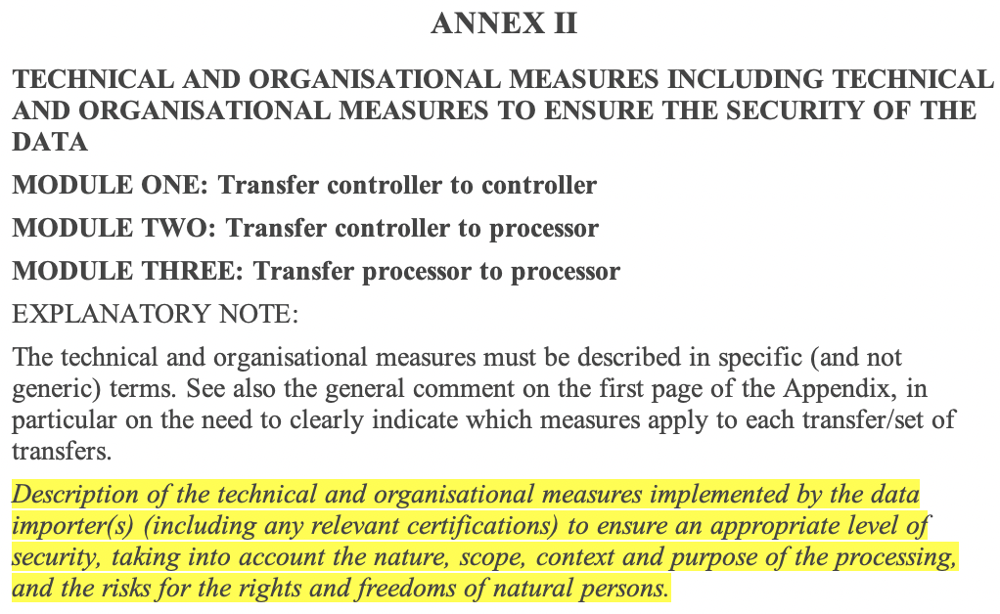 ANNEX II
TECHNICAL AND ORGANISATIONAL MEASURES INCLUDING TECHNICAL
AND ORGANISATIONAL MEASURES TO ENSURE THE SECURITY OF THE
DATA
MODULE ONE: Transfer controller to controller
MODULE TWO: Transfer controller to processor
MODULE THREE: Transfer processor to processor
EXPLANATORY NOTE:
The technical and organisational measures must be described in specific (and not
generic) terms. See also the general comment on the first page of the Appendix, in
particular on the need to clearly indicate which measures apply to each transfer/set of
transfers.
Description of the technical and organisational measures implemented by the data
importer(s) (including any relevant certifications) to ensure an appropriate level of
security, taking into account the nature, scope, context and purpose of the processing,
and the risks for the rights and freedoms of natural persons.